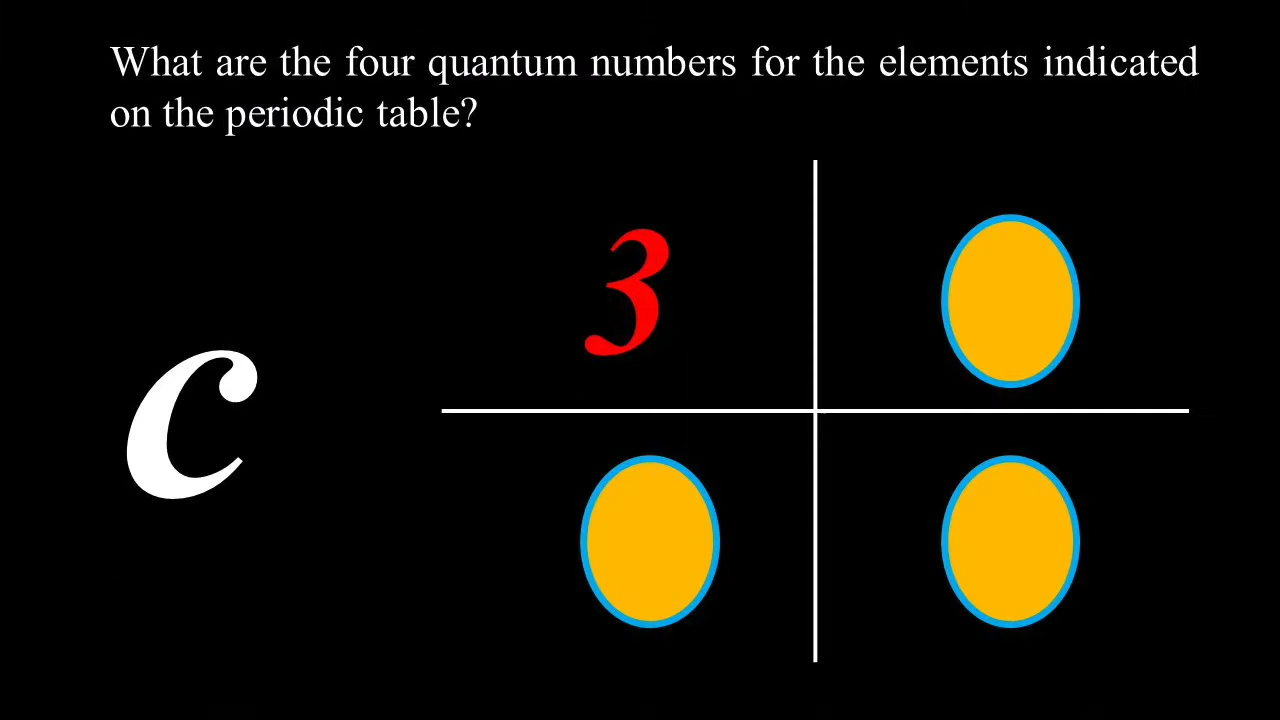 What are the four quantum numbers for the elements indicated
on the periodic table?
3
c